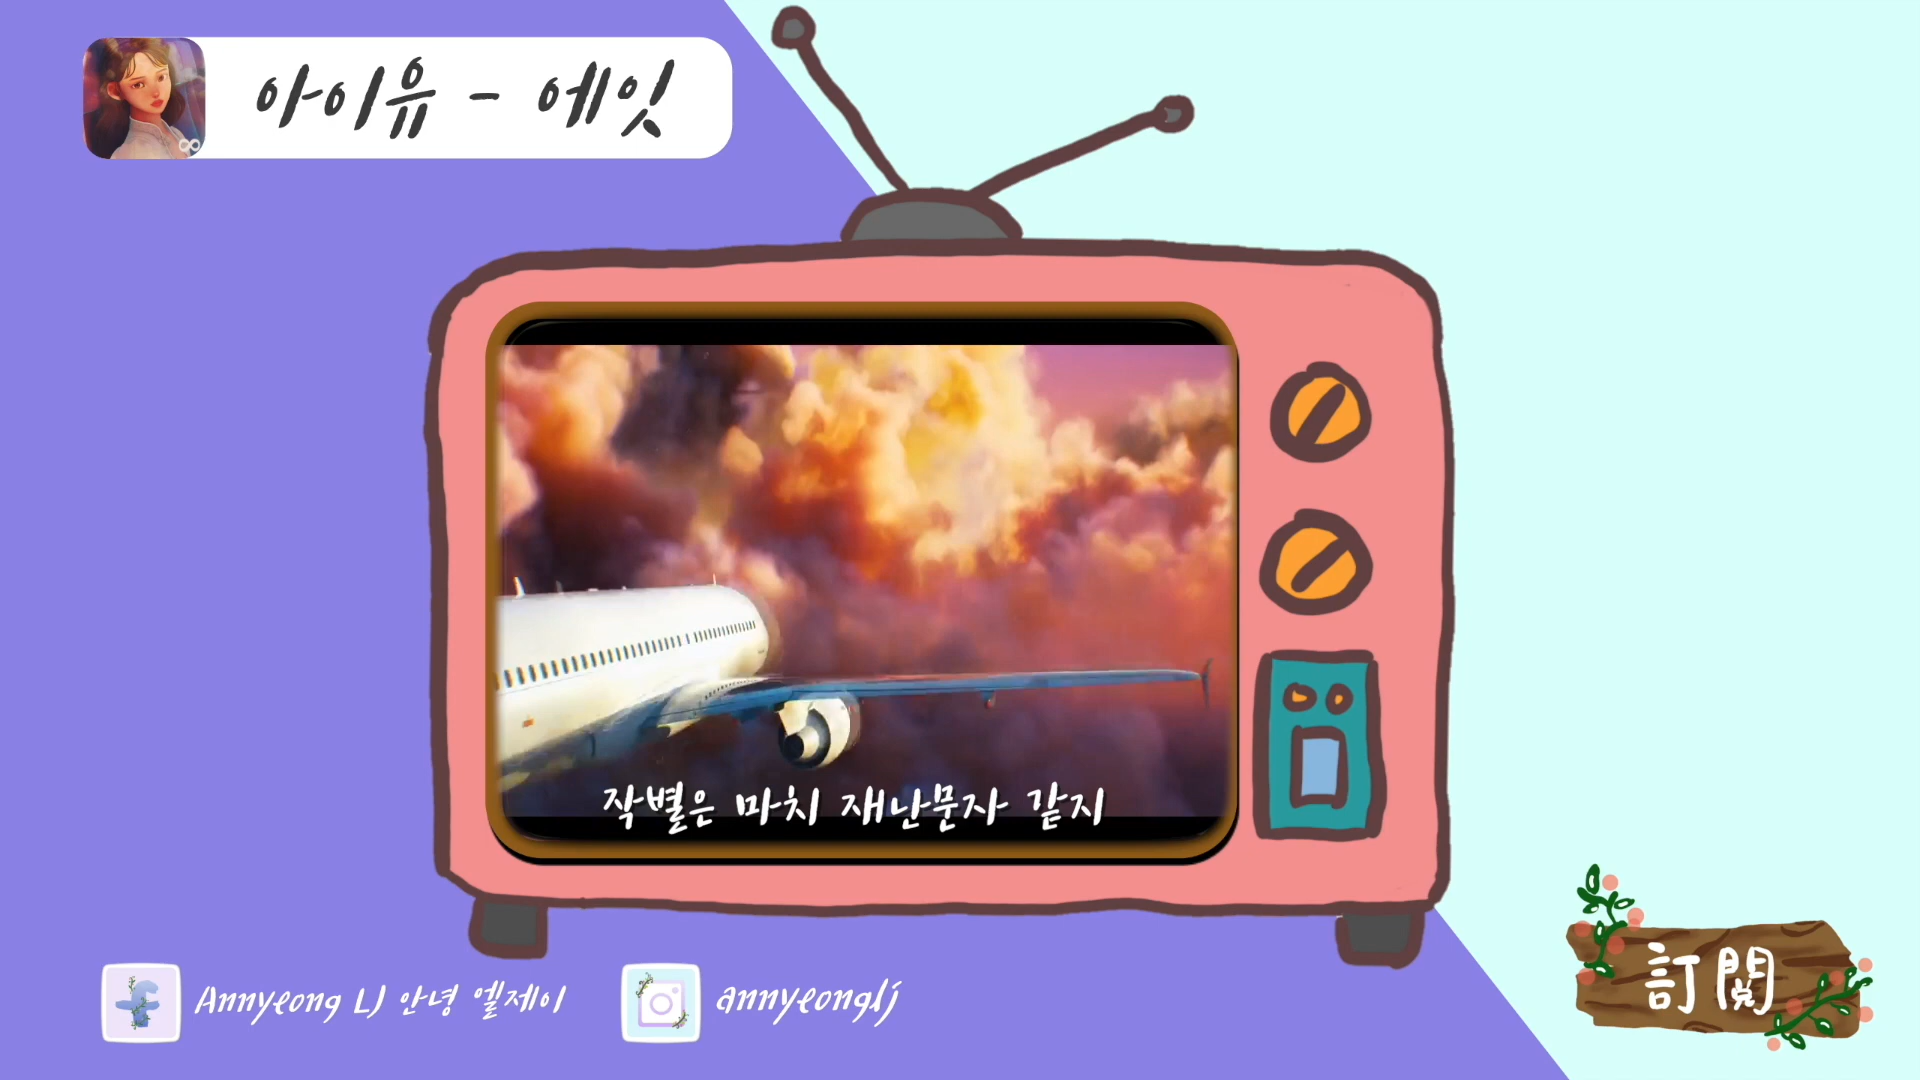 아이유 - 에잇
작별은 마치 재난문자 같지
Annyeong LJ 안녕 엘제이
annyeonglj
訂閱